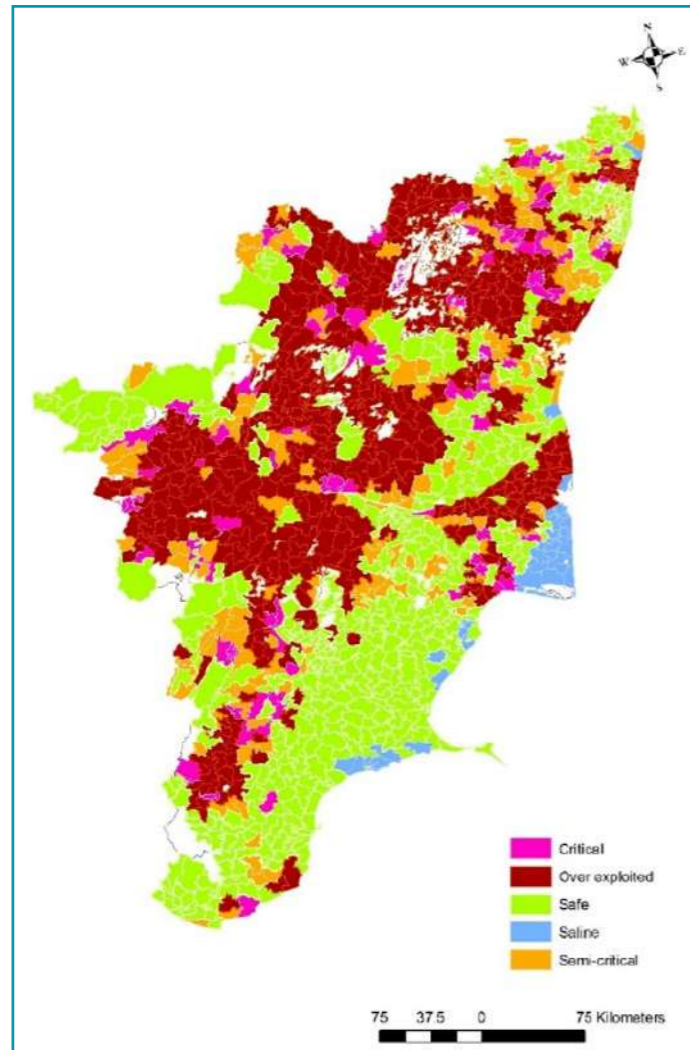 N
W E
S
Critical
Over exploited
Safe
Saline
Semi-critical
75 37.5 0 75 Kilometers